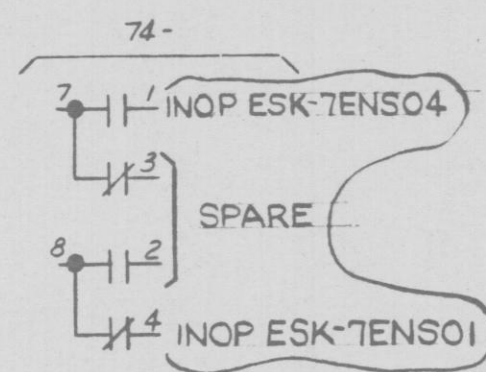 74-
7 1 INOP ESK-7ENS04
3
SPARE
8 2
4 INOP ESK-7ENS01